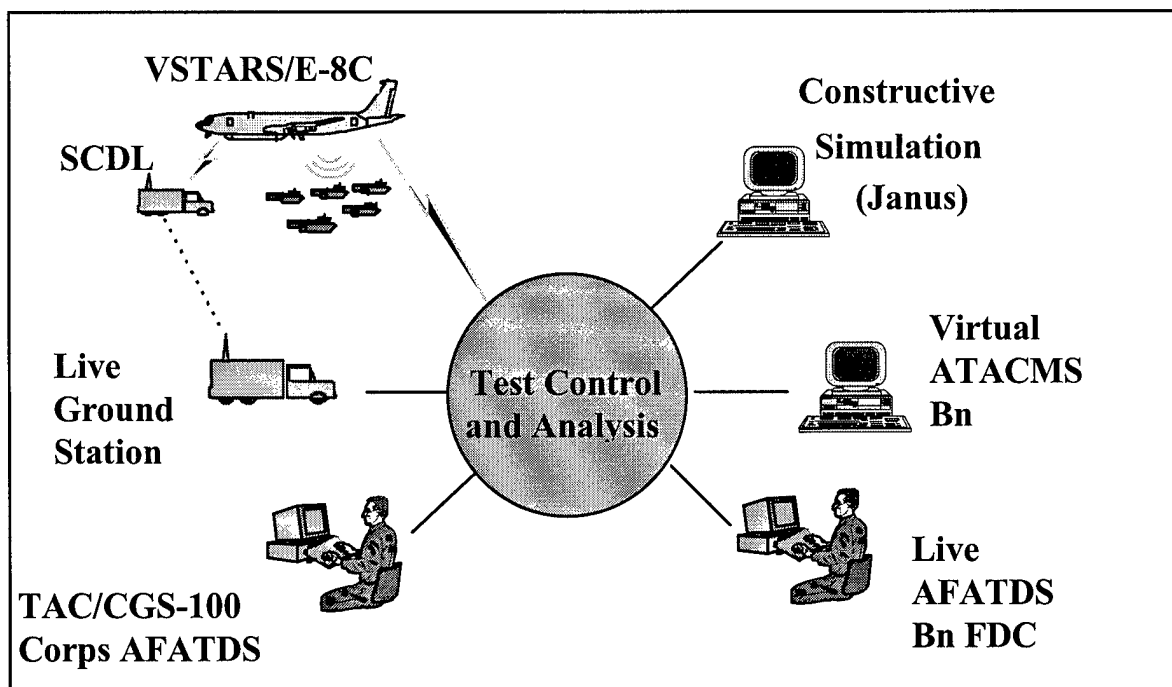 VSTARS/E-8C
SCDL
Constructive
Simulation
(Janus)
Live
Ground
Station
Test Control
and Analysis
Virtual
ATACMS
Bn
TAC/CGS-100
Corps AFATDS
Live
AFATDS
Bn FDC